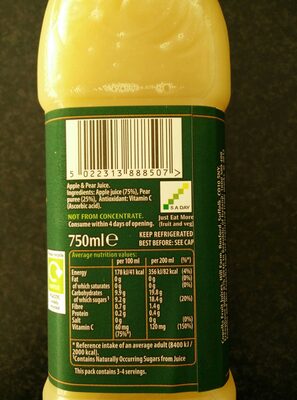 5 022313 888507 >
Apple & Pear Juice.
Ingredients: Apple juice (75%), Pear
puree (25%), Antioxidant: Vitamin C
(Ascorbic acid).
NOT FROM CONCENTRATE.
Consume within 4 days of opening.
5 A DAY
Just Eat More
(fruit and veg)
750ml e
KEEP REFRIGERATED
BEST BEFORE: SEE CAP
Average nutrition values:
per 100 ml per 200 ml (%*)
Energy 178 kJ/41 kcal 356 kJ/82 kcal (4%)
Fat 0g 0g (0%)
of which saturates 0g 0g (0%)
Carbohydrates 9.9g 19.8g
of which sugars¹ 9.2g 18.4g (20%)
Fibre 0.7g 1.4g
Protein 0.2g 0.4g
Salt 0g 0g (0%)
Vitamin C 60 mg 120 mg (150%)
(75%*)
* Reference intake of an average adult (8400 kJ /
2000 kcal).
¹Contains Naturally Occurring Sugars from Juice
This pack contains 3-4 servings.